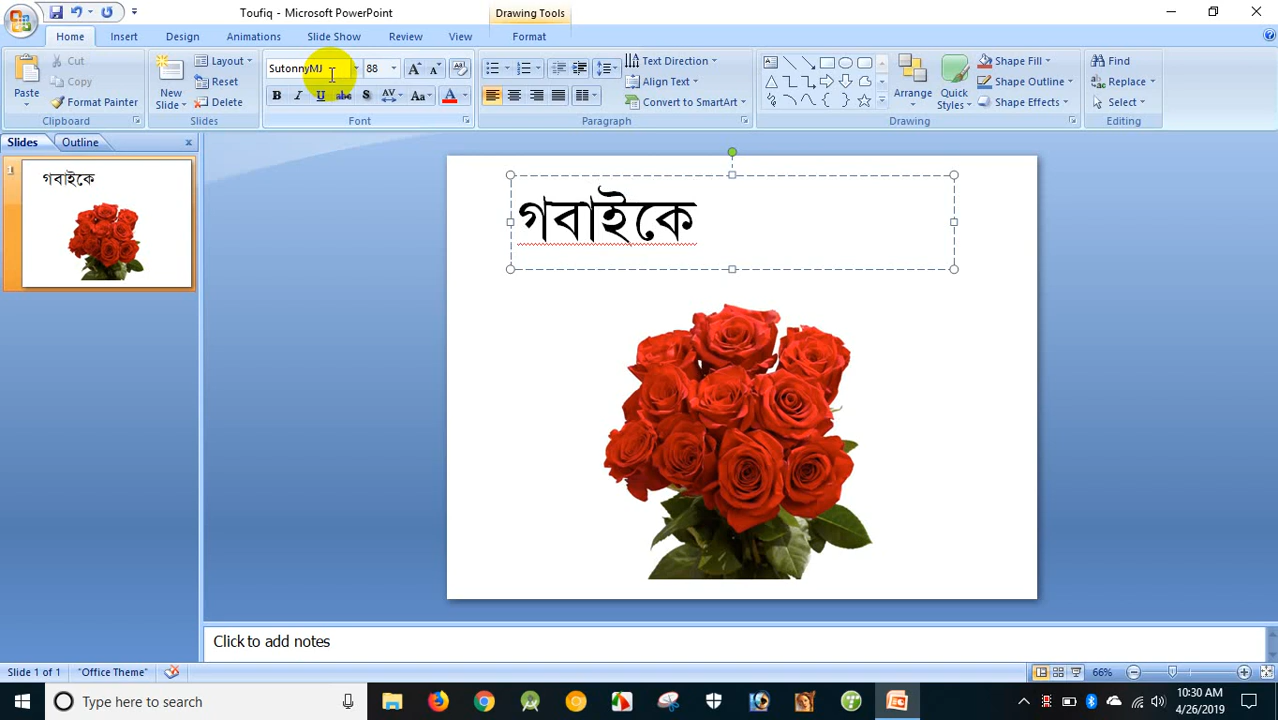 Toufiq - Microsoft PowerPoint
Drawing Tools
Home Insert Design Animations Slide Show Review View Format
Paste
Cut
Copy
Format Painter
Clipboard
New Slide
Layout
Reset
Delete
Slides
SutonnyMJ 88
B I U abc S AV Aa A
Font
Text Direction
Align Text
Convert to SmartArt
Paragraph
Arrange
Quick Styles
Shape Fill
Shape Outline
Shape Effects
Drawing
Find
Replace
Select
Editing
Slides Outline
1
গবাইকে
গবাইকে
Click to add notes
Slide 1 of 1 "Office Theme" 66%
Type here to search
10:30 AM
4/26/2019